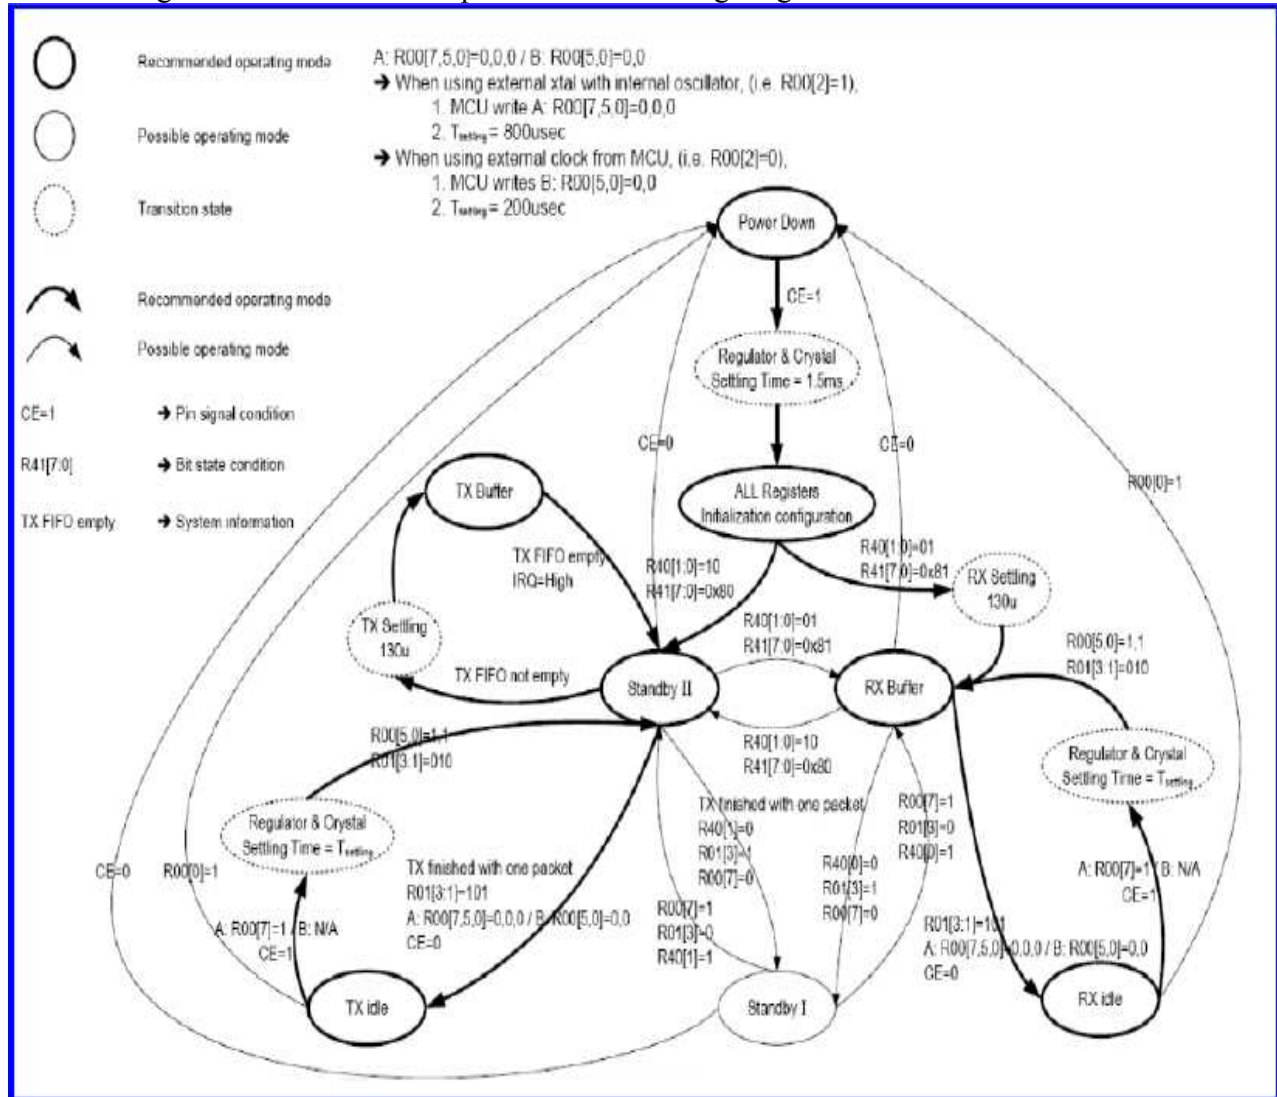 Recommended operating mode
Possible operating mode
Transition state
Recommended operating mode
Possible operating mode
CE=1 → Pin signal condition
R41[7:0] → Bit state condition
TX FIFO empty → System information
A: R00[7,5,0]=0,0,0 / B: R00[5,0]=0,0
→ When using external xtal with internal oscillator, (i.e. R00[2]=1),
1. MCU write A: R00[7,5,0]=0,0,0
2. Tsetting = 800usec
→ When using external clock from MCU, (i.e. R00[2]=0),
1. MCU writes B: R00[5,0]=0,0
2. Tsetting = 200usec
Power Down
CE=1
Regulator & Crystal
Settling Time = 1.5ms
CE=0
CE=0
R00[0]=1
TX Buffer
ALL Registers
Initialization configuration
TX FIFO empty
IRQ=High
R40[1:0]=10
R41[7:0]=0x80
R40[1:0]=01
R41[7:0]=0x81
RX Settling
130u
TX Settling
130u
R40[1:0]=01
R41[7:0]=0x81
R00[5,0]=1,1
R01[3:1]=010
TX FIFO not empty
Standby II
RX Buffer
R00[5,0]=1,1
R01[3:1]=010
R40[1:0]=10
R41[7:0]=0x80
Regulator & Crystal
Settling Time = Tsetting
Regulator & Crystal
Settling Time = Tsetting
TX finished with one packet
R40[1]=0
R01[3]=1
R00[7]=0
R00[7]=1
R01[3]=0
R40[0]=1
CE=0
R00[0]=1
TX finished with one packet
R01[3:1]=101
A: R00[7,5,0]=0,0,0 / B: R00[5,0]=0,0
CE=0
R40[0]=0
R01[3]=1
R00[7]=0
A: R00[7]=1 / B: N/A
CE=1
A: R00[7]=1 / B: N/A
CE=1
R00[7]=1
R01[3]=0
R40[1]=1
R01[3:1]=101
A: R00[7,5,0]=0,0,0 / B: R00[5,0]=0,0
CE=0
TX idle
Standby I
RX idle